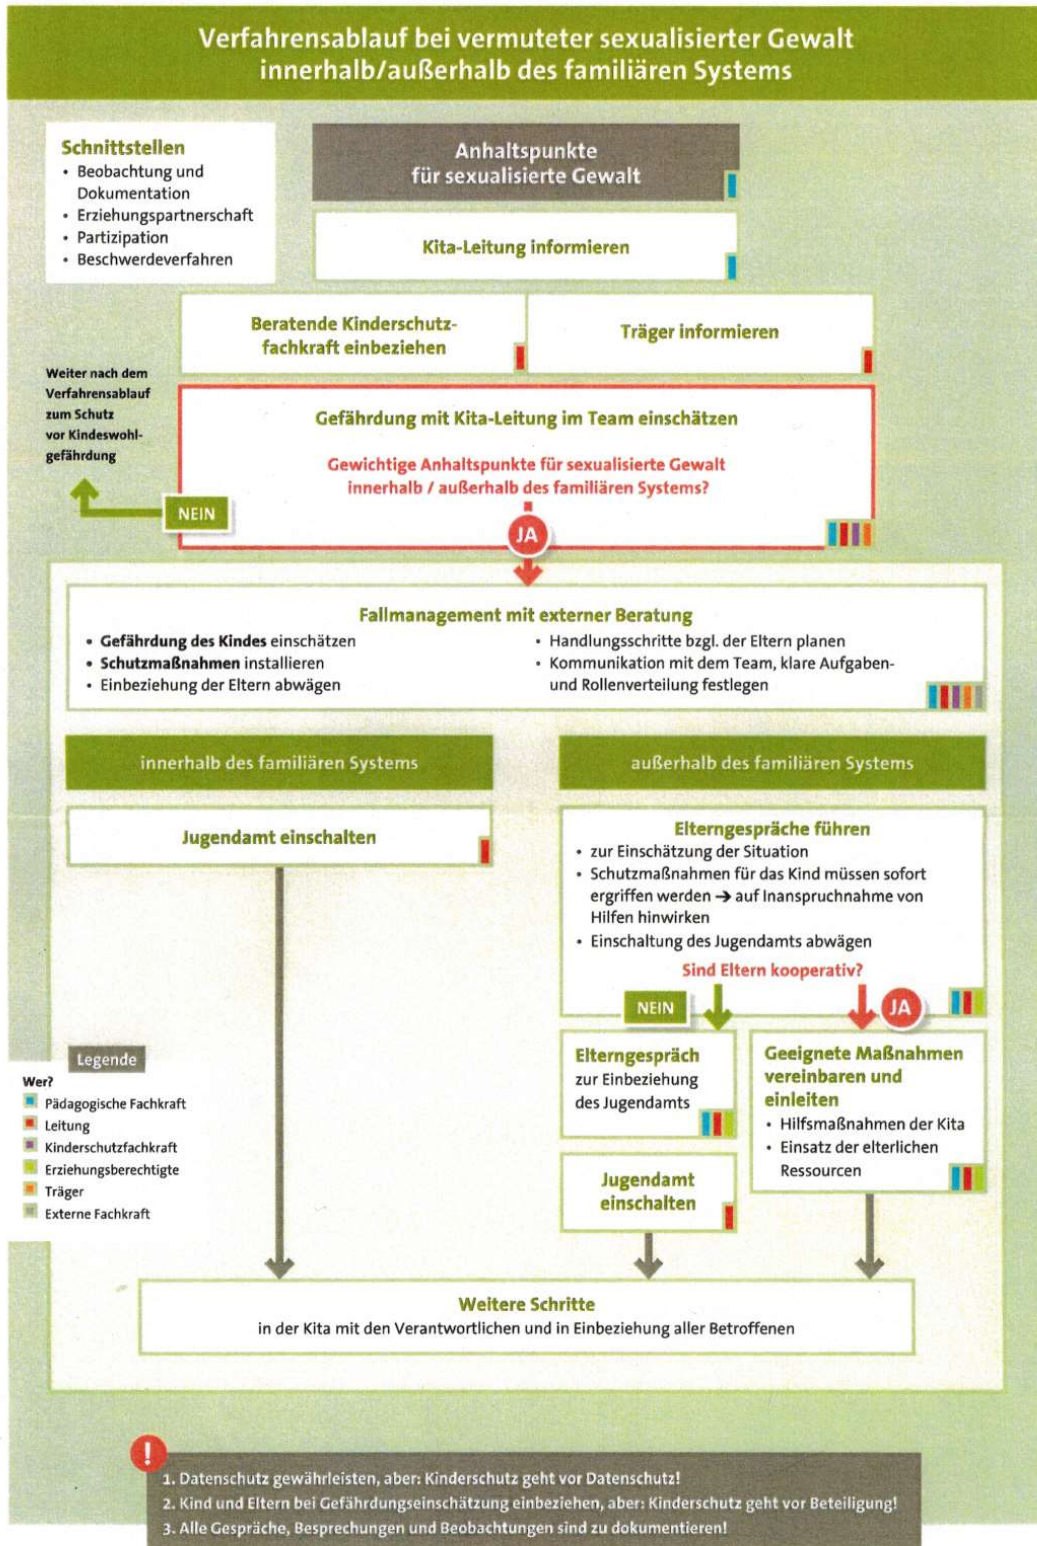 Verfahrensablauf bei vermuteter sexualisierter Gewalt
innerhalb/außerhalb des familiären Systems
Schnittstellen
• Beobachtung und
Dokumentation
• Erziehungspartnerschaft
• Partizipation
• Beschwerdeverfahren
Anhaltspunkte
für sexualisierte Gewalt
Kita-Leitung informieren
Beratende Kinderschutz-
fachkraft einbeziehen
Träger informieren
Weiter nach dem
Verfahrensablauf
zum Schutz
vor Kindeswohl-
gefährdung
Gefährdung mit Kita-Leitung im Team einschätzen
Gewichtige Anhaltspunkte für sexualisierte Gewalt
innerhalb / außerhalb des familiären Systems?
NEIN
JA
Fallmanagement mit externer Beratung
• Gefährdung des Kindes einschätzen
• Schutzmaßnahmen installieren
• Einbeziehung der Eltern abwägen
• Handlungsschritte bzgl. der Eltern planen
• Kommunikation mit dem Team, klare Aufgaben-
und Rollenverteilung festlegen
innerhalb des familiären Systems
Jugendamt einschalten
außerhalb des familiären Systems
Elterngespräche führen
• zur Einschätzung der Situation
• Schutzmaßnahmen für das Kind müssen sofort
ergriffen werden → auf Inanspruchnahme von
Hilfen hinwirken
• Einschaltung des Jugendamts abwägen
Sind Eltern kooperativ?
NEIN
JA
Elterngespräch
zur Einbeziehung
des Jugendamts
Jugendamt
einschalten
Geeignete Maßnahmen
vereinbaren und
einleiten
• Hilfsmaßnahmen der Kita
• Einsatz der elterlichen
Ressourcen
Legende
Wer?
Pädagogische Fachkraft
Leitung
Kinderschutzfachkraft
Erziehungsberechtigte
Träger
Externe Fachkraft
Weitere Schritte
in der Kita mit den Verantwortlichen und in Einbeziehung aller Betroffenen
!
1. Datenschutz gewährleisten, aber: Kinderschutz geht vor Datenschutz!
2. Kind und Eltern bei Gefährdungseinschätzung einbeziehen, aber: Kinderschutz geht vor Beteiligung!
3. Alle Gespräche, Besprechungen und Beobachtungen sind zu dokumentieren!